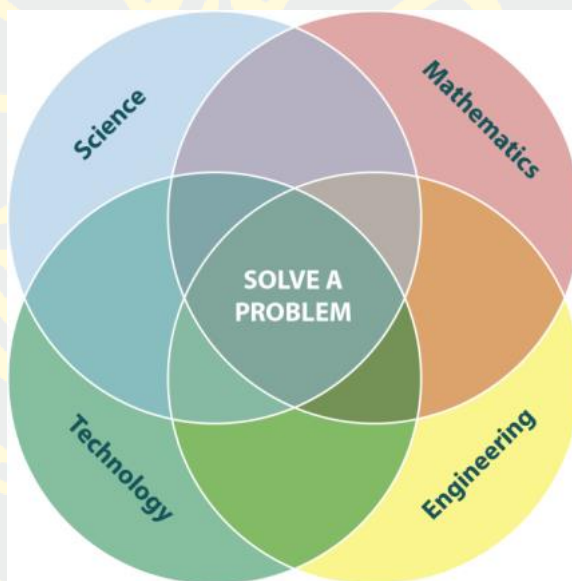 Science
Mathematics
SOLVE A
PROBLEM
Technology
Engineering